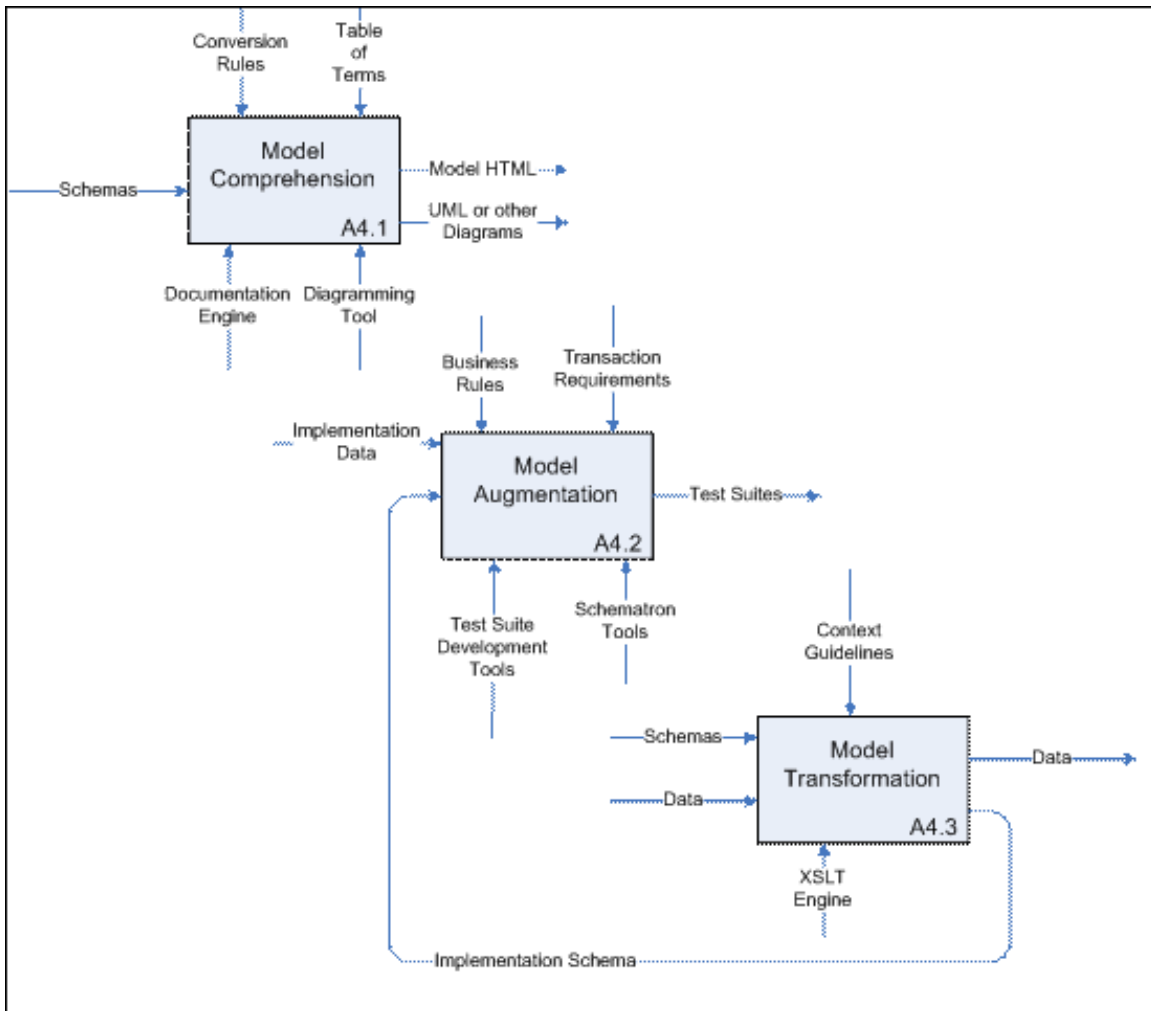 Conversion
Rules
Table
of
Terms
Model
Comprehension
A4.1
Schemas
Model HTML
UML or other
Diagrams
Documentation
Engine
Diagramming
Tool
Business
Rules
Transaction
Requirements
Implementation
Data
Model
Augmentation
A4.2
Test Suites
Test Suite
Development
Tools
Schematron
Tools
Context
Guidelines
Schemas
Data
Model
Transformation
A4.3
Data
XSLT
Engine
Implementation Schema